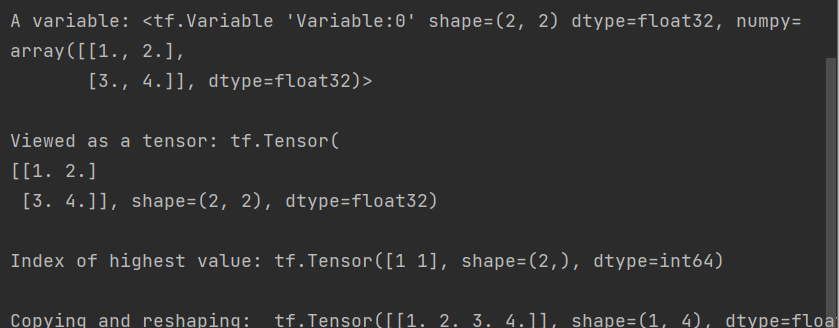 A variable: <tf.Variable 'Variable:0' shape=(2, 2) dtype=float32, numpy=
array([[1., 2.],
       [3., 4.]], dtype=float32)>
Viewed as a tensor: tf.Tensor(
[[1. 2.]
 [3. 4.]], shape=(2, 2), dtype=float32)
Index of highest value: tf.Tensor([1 1], shape=(2,), dtype=int64)
Copying and reshaping:  tf.Tensor([[1. 2. 3. 4.]], shape=(1, 4), dtype=floa